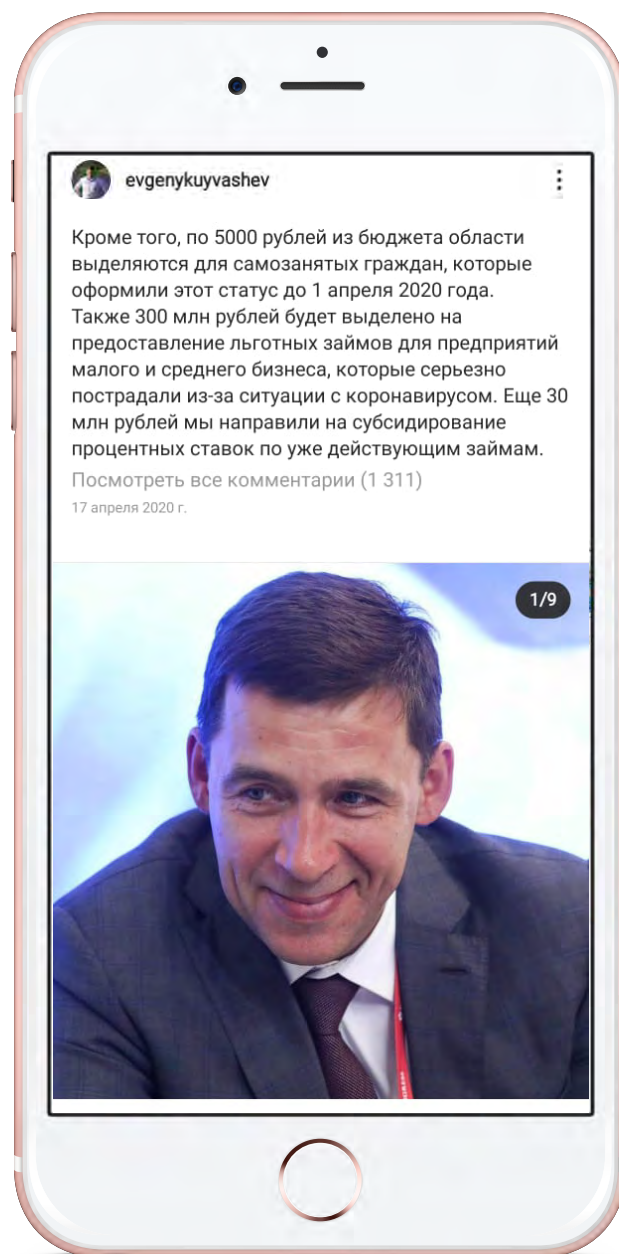 evgenykuyvashev
Кроме того, по 5000 рублей из бюджета области
выделяются для самозанятых граждан, которые
оформили этот статус до 1 апреля 2020 года.
Также 300 млн рублей будет выделено на
предоставление льготных займов для предприятий
малого и среднего бизнеса, которые серьезно
пострадали из-за ситуации с коронавирусом. Еще 30
млн рублей мы направили на субсидирование
процентных ставок по уже действующим займам.
Посмотреть все комментарии (1 311)
17 апреля 2020 г.
1/9